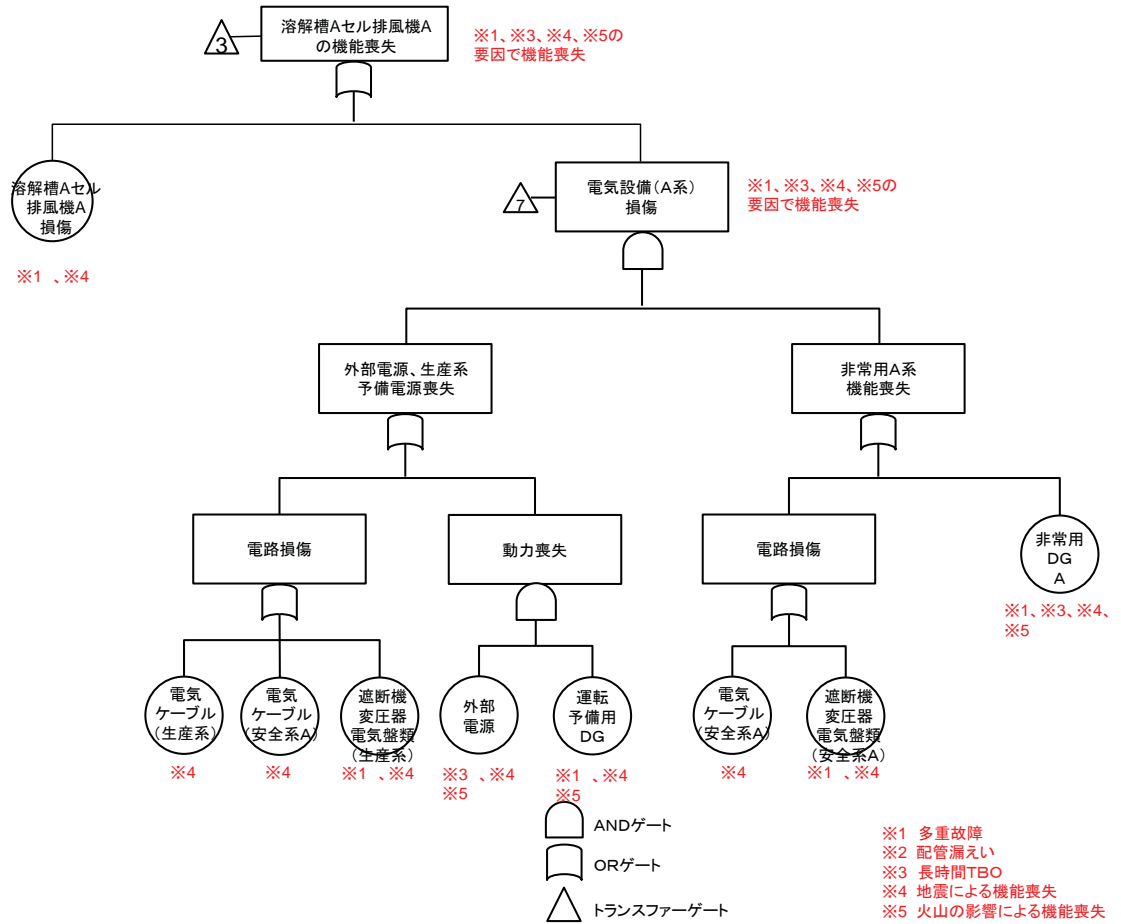 3
溶解槽Aセル排風機A
の機能喪失
※1、※3、※4、※5の
要因で機能喪失
溶解槽Aセル
排風機A
損傷
※1 、※4
7
電気設備(A系)
損傷
※1、※3、※4、※5の
要因で機能喪失
外部電源、生産系
予備電源喪失
非常用A系
機能喪失
電路損傷
動力喪失
電路損傷
非常用
DG
A
※1、※3、※4、
※5
電気
ケーブル
(生産系)
※4
電気
ケーブル
(安全系A)
※4
遮断機
変圧器
電気盤類
(生産系)
※1 、※4
外部
電源
※3 、※4
※5
運転
予備用
DG
※1 、※4
※5
電気
ケーブル
(安全系A)
※4
遮断機
変圧器
電気盤類
(安全系A)
※1 、※4
ANDゲート
ORゲート
トランスファーゲート
※1 多重故障
※2 配管漏えい
※3 長時間TBO
※4 地震による機能喪失
※5 火山の影響による機能喪失